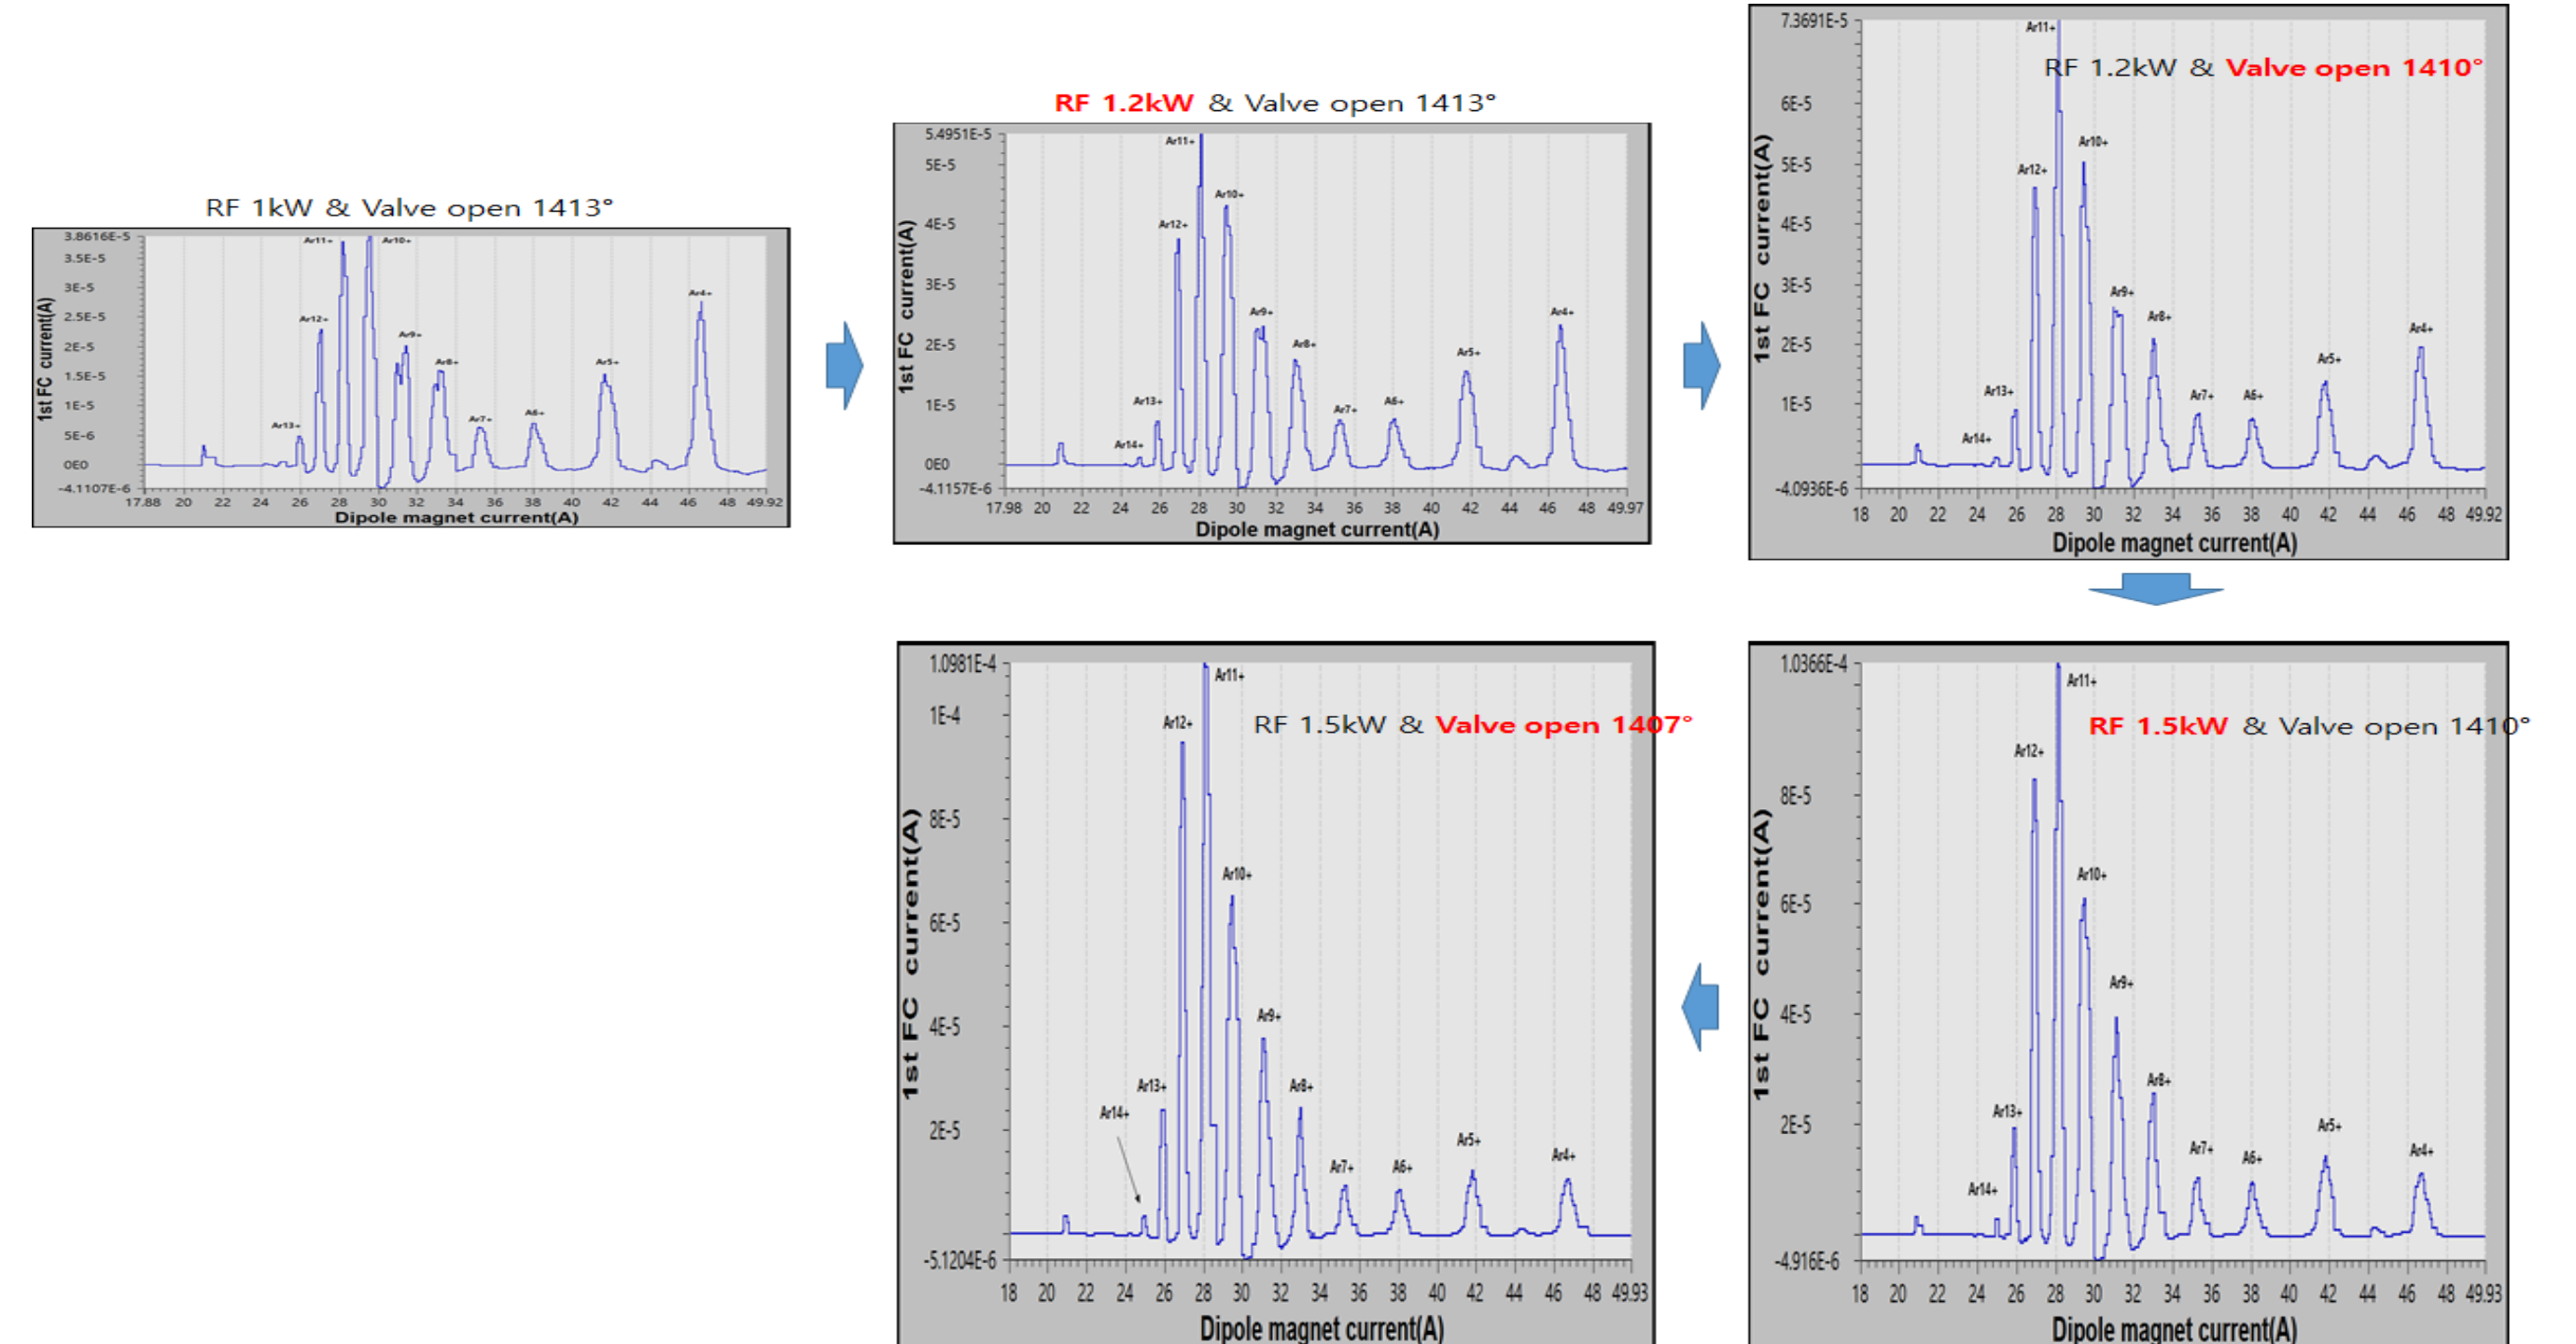 RF 1kW & Valve open 1413°
3.8616E-5
3.5E-5
3E-5
2.5E-5
2E-5
1.5E-5
1E-5
5E-6
0E0
-4.1107E-6
1st FC current(A)
Ar11+
Ar10+
Ar12+
Ar13+
Ar9+
Ar8+
Ar7+
A6+
Ar5+
Ar4+
17.88 20 22 24 26 28 30 32 34 36 38 40 42 44 46 48 49.92
Dipole magnet current(A)
RF 1.2kW & Valve open 1413°
5.4951E-5
5E-5
4E-5
3E-5
2E-5
1E-5
0E0
-4.1157E-6
1st FC current(A)
Ar11+
Ar10+
Ar12+
Ar13+
Ar14+
Ar9+
Ar8+
Ar7+
A6+
Ar5+
Ar4+
17.98 20 22 24 26 28 30 32 34 36 38 40 42 44 46 48 49.97
Dipole magnet current(A)
RF 1.2kW & Valve open 1410°
7.3691E-5
6E-5
5E-5
4E-5
3E-5
2E-5
1E-5
-4.0936E-6
1st FC current(A)
Ar11+
Ar10+
Ar12+
Ar13+
Ar14+
Ar9+
Ar8+
Ar7+
A6+
Ar5+
Ar4+
18 20 22 24 26 28 30 32 34 36 38 40 42 44 46 48 49.92
Dipole magnet current(A)
RF 1.5kW & Valve open 1410°
1.0366E-4
8E-5
6E-5
4E-5
2E-5
-4.916E-6
1st FC current(A)
Ar11+
Ar12+
Ar10+
Ar9+
Ar8+
Ar13+
Ar14+
Ar7+
A6+
Ar5+
Ar4+
18 20 22 24 26 28 30 32 34 36 38 40 42 44 46 48 49.93
Dipole magnet current(A)
RF 1.5kW & Valve open 1407°
1.0981E-4
1E-4
8E-5
6E-5
4E-5
2E-5
-5.1204E-6
1st FC current(A)
Ar11+
Ar12+
Ar10+
Ar9+
Ar8+
Ar13+
Ar14+
Ar7+
A6+
Ar5+
Ar4+
18 20 22 24 26 28 30 32 34 36 38 40 42 44 46 48 49.93
Dipole magnet current(A)